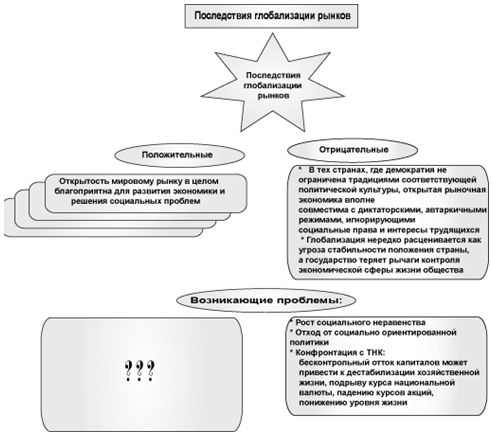 Последствия глобализации рынков
Последствия
глобализации
рынков
Положительные
Отрицательные
Открытость мировому рынку в целом
благоприятна для развития экономики и
решения социальных проблем
* В тех странах, где демократия не
ограничена традициями соответствующей
политической культуры, открытая рыночная
экономика вполне
совместима с диктаторскими, автаркичными
режимами, игнорирующими
социальные права и интересы трудящихся
* Глобализация нередко расценивается как
угроза стабильности положения страны,
а государство теряет рычаги контроля
экономической сферы жизни общества
Возникающие проблемы:
???
* Рост социального неравенства
* Отход от социально ориентированной
политики
* Конфронтация с ТНК:
бесконтрольный отток капиталов может
привести к дестабилизации хозяйственной
жизни, подрыву курса национальной
валюты, падению курсов акций,
понижению уровня жизни